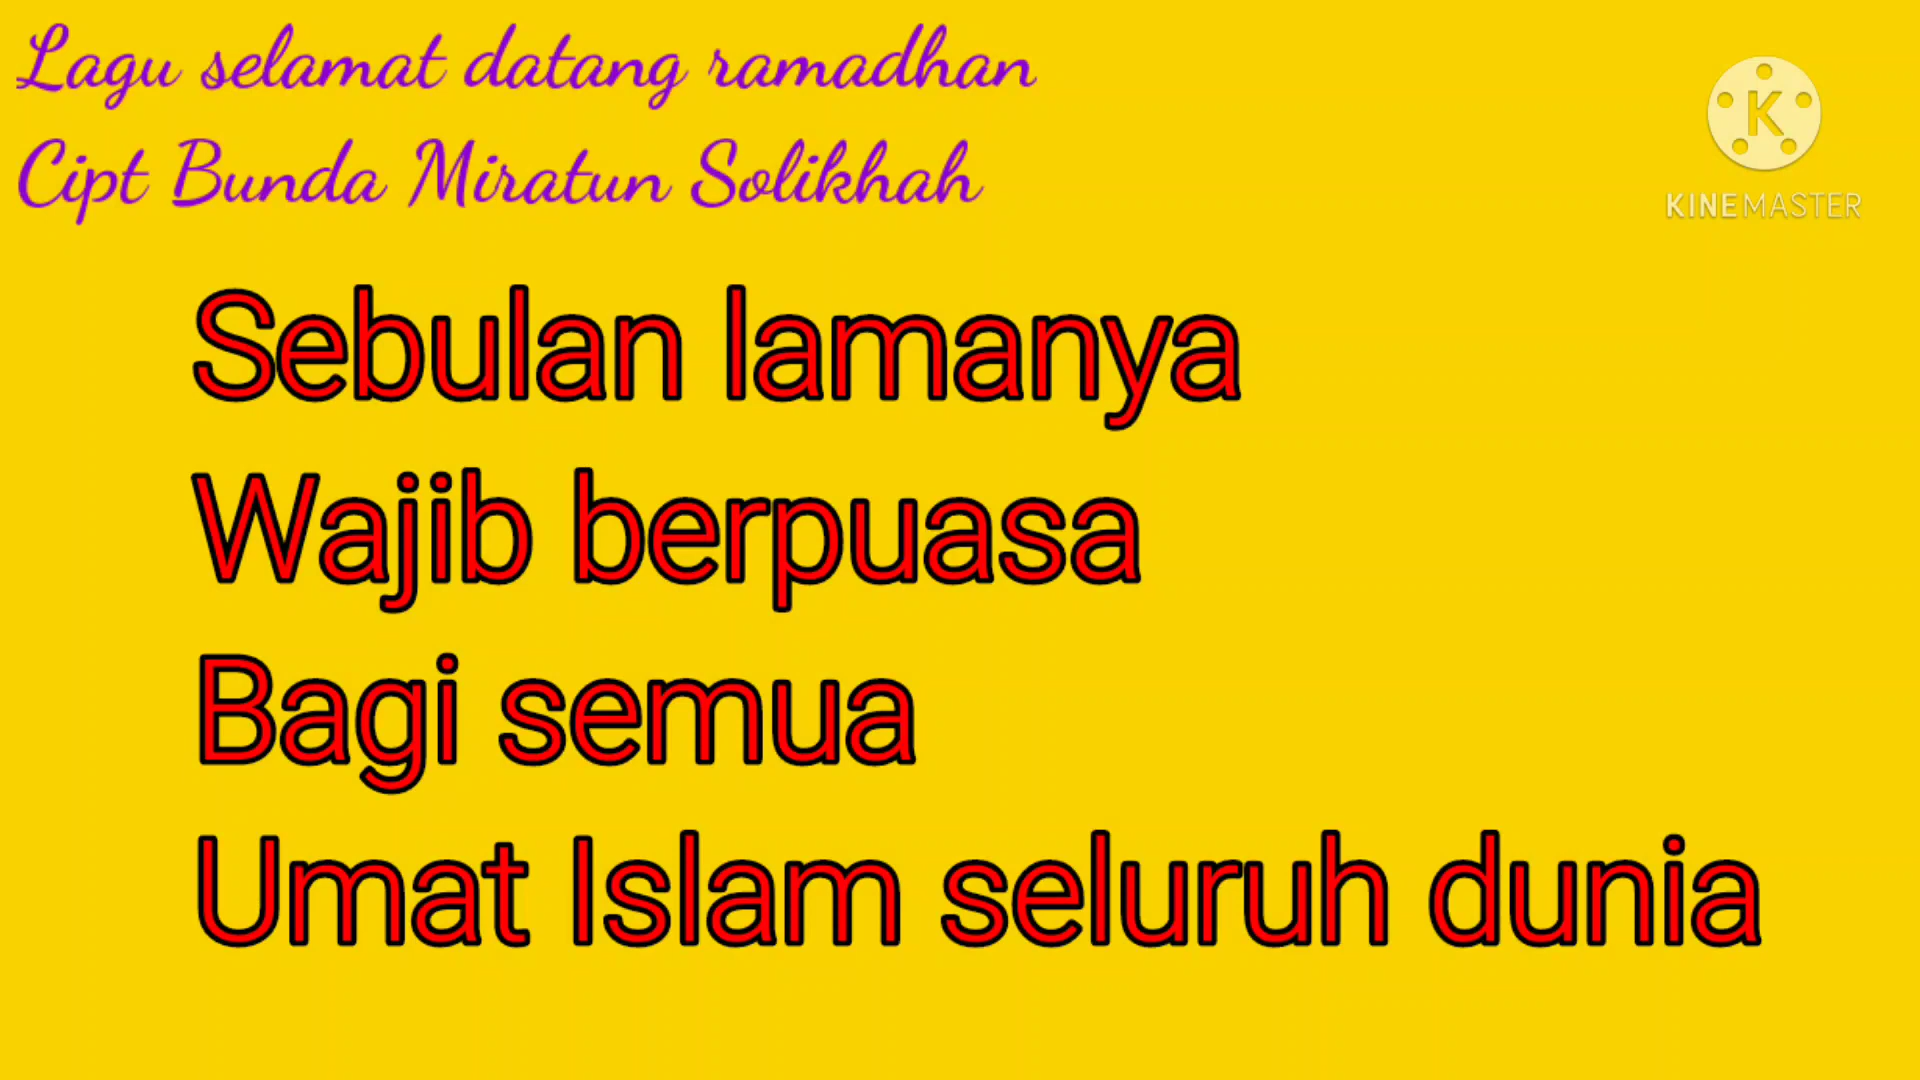 Lagu selamat datang ramadhan
Cipt Bunda Miratun Solikhah
K
KINEMASTER
Sebulan lamanya
Wajib berpuasa
Bagi semua
Umat Islam seluruh dunia